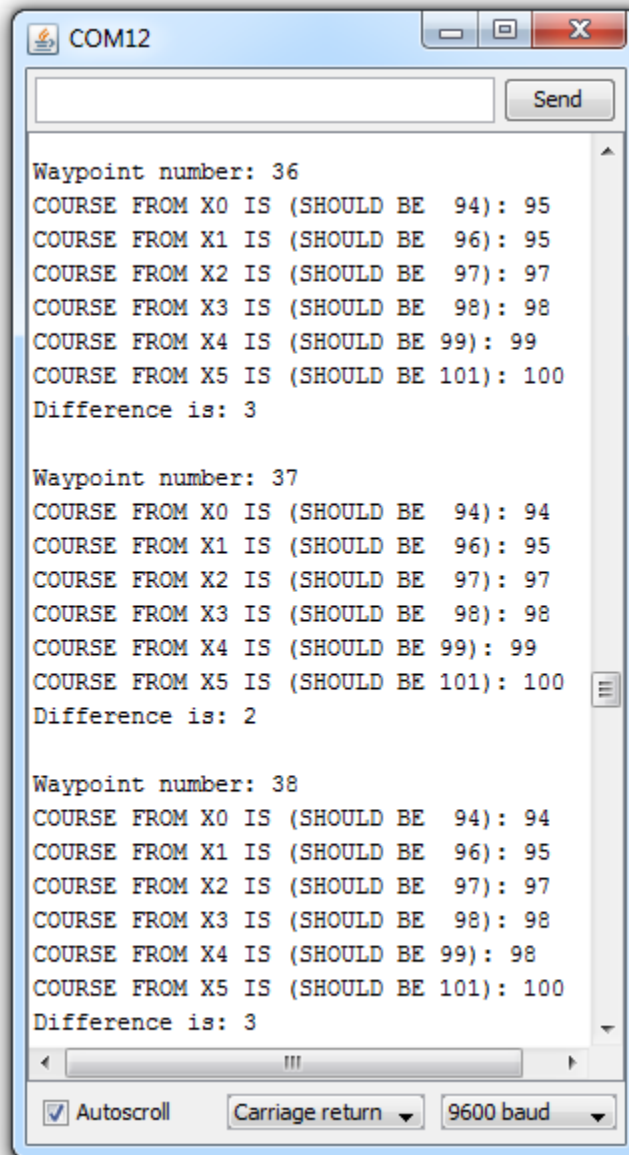 COM12
Send
Waypoint number: 36
COURSE FROM X0 IS (SHOULD BE  94): 95
COURSE FROM X1 IS (SHOULD BE  96): 95
COURSE FROM X2 IS (SHOULD BE  97): 97
COURSE FROM X3 IS (SHOULD BE  98): 98
COURSE FROM X4 IS (SHOULD BE 99): 99
COURSE FROM X5 IS (SHOULD BE 101): 100
Difference is: 3
Waypoint number: 37
COURSE FROM X0 IS (SHOULD BE  94): 94
COURSE FROM X1 IS (SHOULD BE  96): 95
COURSE FROM X2 IS (SHOULD BE  97): 97
COURSE FROM X3 IS (SHOULD BE  98): 98
COURSE FROM X4 IS (SHOULD BE 99): 99
COURSE FROM X5 IS (SHOULD BE 101): 100
Difference is: 2
Waypoint number: 38
COURSE FROM X0 IS (SHOULD BE  94): 94
COURSE FROM X1 IS (SHOULD BE  96): 95
COURSE FROM X2 IS (SHOULD BE  97): 97
COURSE FROM X3 IS (SHOULD BE  98): 98
COURSE FROM X4 IS (SHOULD BE 99): 98
COURSE FROM X5 IS (SHOULD BE 101): 100
Difference is: 3
Autoscroll Carriage return 9600 baud